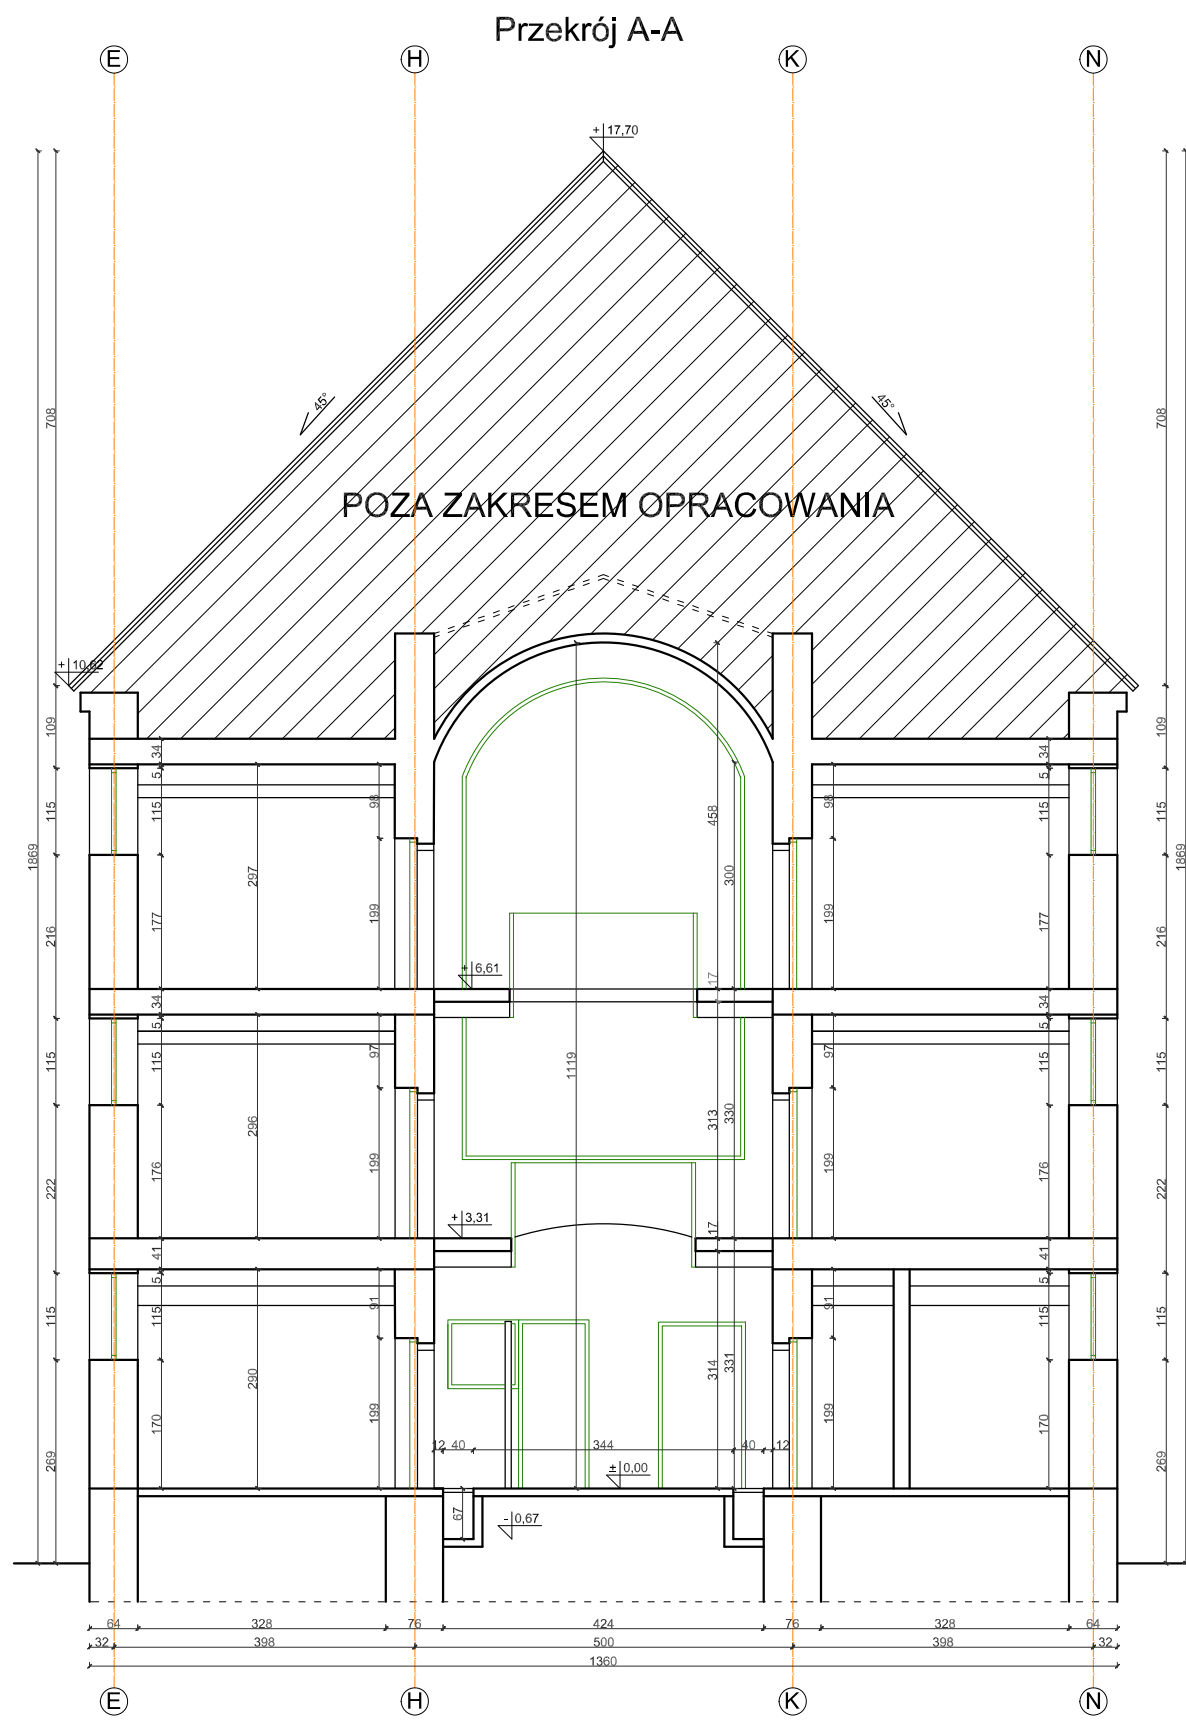 Przekrój A-A
E H K N
+ 17,70
45° 45°
708 708
POZA ZAKRESEM OPRACOWANIA
+ 10,62
109 34 34 109
5 5
115 115 98 98 115 115
458
1869 297 300 1869
216 177 199 199 177 216
+ 6,61
17
34 34
5 5
115 115 97 97 115 115
1119
296 313 330
222 176 199 199 176 222
+ 3,31
17
41 41
5 5
115 115 91 91 115 115
290 314 331
269 170 199 199 170 269
12 40 344 40 12
± 0,00
67
- 0,67
64 328 76 424 76 328 64
32 398 500 398 32
1360
E H K N